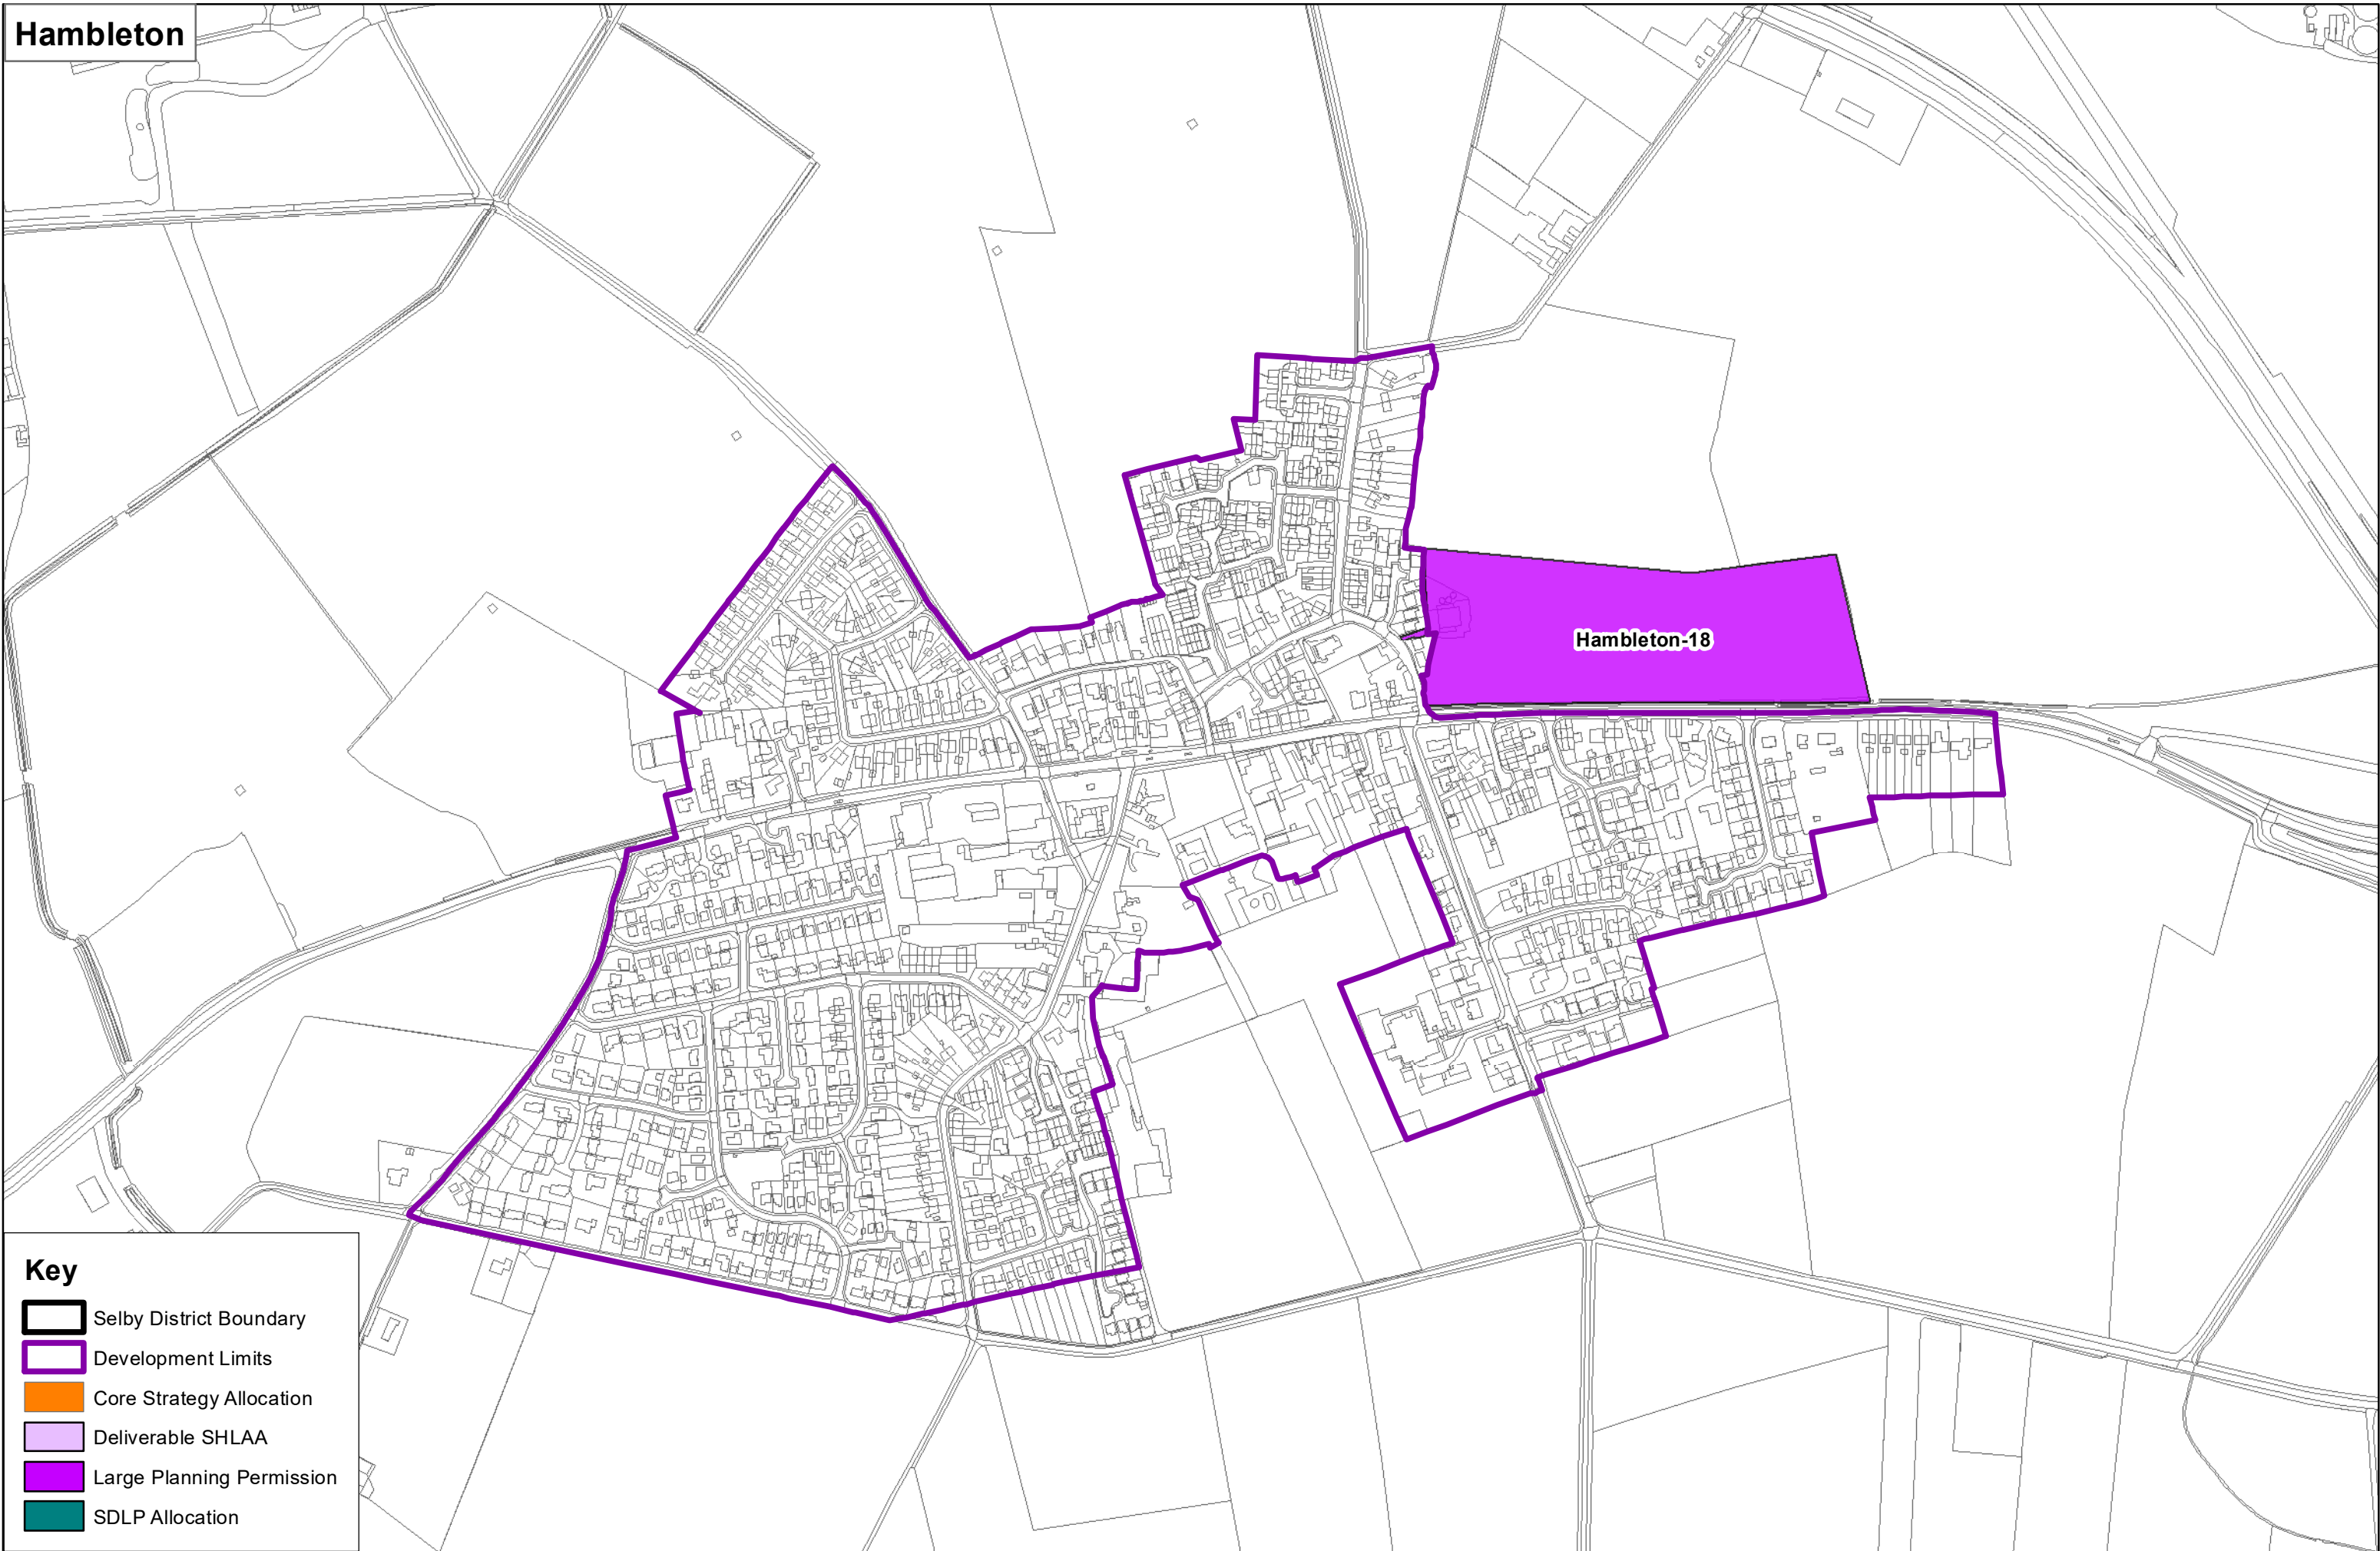 Hambleton
Hambleton-18
Key
Selby District Boundary
Development Limits
Core Strategy Allocation
Deliverable SHLAA
Large Planning Permission
SDLP Allocation